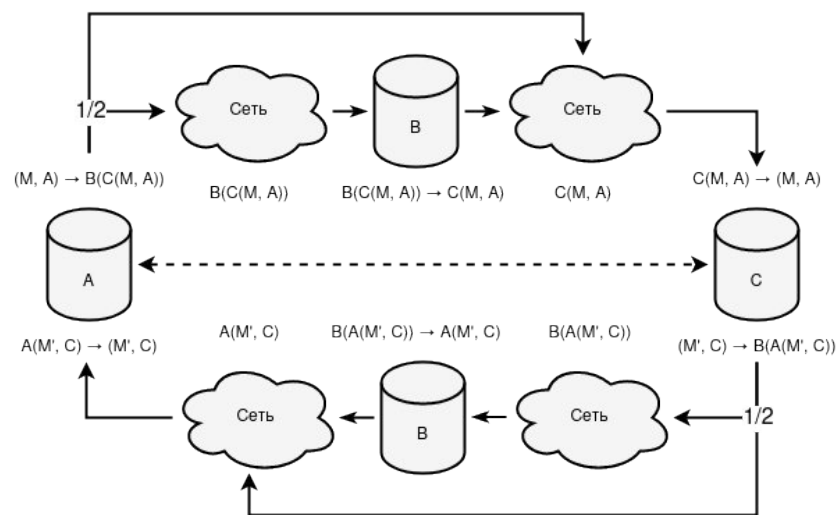 1/2
Сеть
B
Сеть
(M, A) → B(C(M, A))
B(C(M, A))
B(C(M, A)) → C(M, A)
C(M, A)
C(M, A) → (M, A)
A
C
A(M', C) → (M', C)
A(M', C)
B(A(M', C)) → A(M', C)
B(A(M', C))
(M', C) → B(A(M', C))
Сеть
B
Сеть
1/2